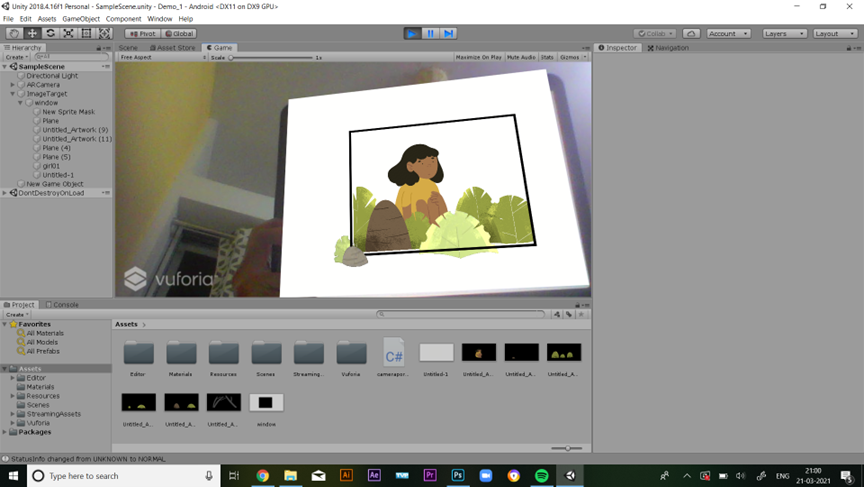 Unity 2018.4.16f1 Personal - SampleScene.unity - Demo_1 - Android <DX11 on DX9 GPU>
File Edit Assets GameObject Component Window Help
Pivot Global Collab Account Layers Layout
Hierarchy Scene Asset Store Game Inspector Navigation
Create All Free Aspect Scale 1x Maximize On Play Mute Audio Stats Gizmos
SampleScene
Directional Light
ARCamera
ImageTarget
window
New Sprite Mask
Plane
Untitled_Artwork (9)
Untitled_Artwork (11)
Plane (4)
Plane (5)
girl01
Untitled-1
New Game Object
DontDestroyOnLoad
vuforia
Project Console
Create
Favorites
All Materials
All Models
All Prefabs
Assets
Editor
Materials
Resources
Scenes
StreamingAssets
Vuforia
Packages
Assets
Editor Materials Resources Scenes Streaming... Vuforia camerapor... Untitled-1 Untitled_A... Untitled_A... Untitled_A...
C#
Untitled_A... Untitled_A... Untitled_A... window
StatusInfo changed from UNKNOWN to NORMAL
Type here to search
Ai Ae Pr Ps
ENG 21:00
21-03-2021